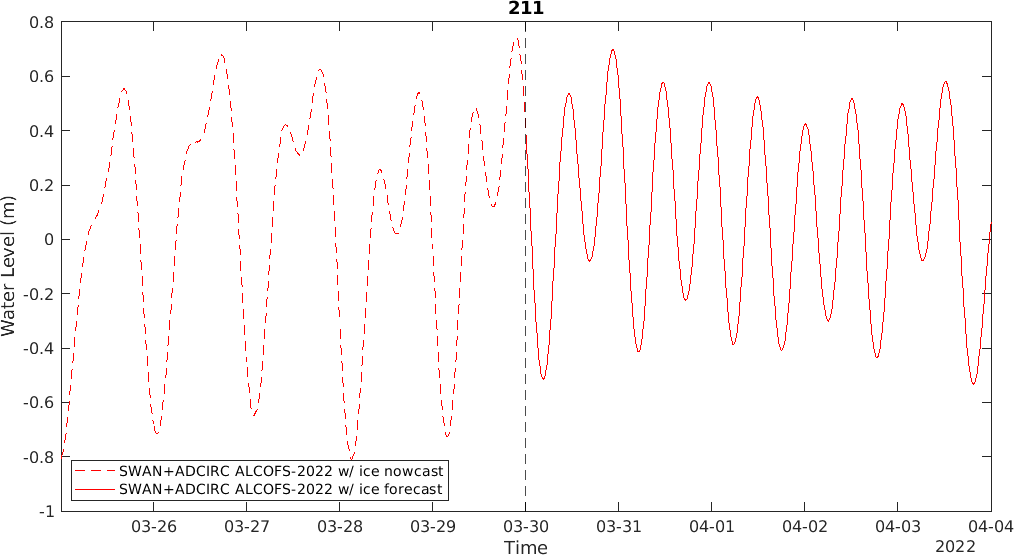 211
Water Level (m)
0.8
0.6
0.4
0.2
0
-0.2
-0.4
-0.6
-0.8
-1
SWAN+ADCIRC ALCOFS-2022 w/ ice nowcast
SWAN+ADCIRC ALCOFS-2022 w/ ice forecast
03-26 03-27 03-28 03-29 03-30 03-31 04-01 04-02 04-03 04-04
Time
2022